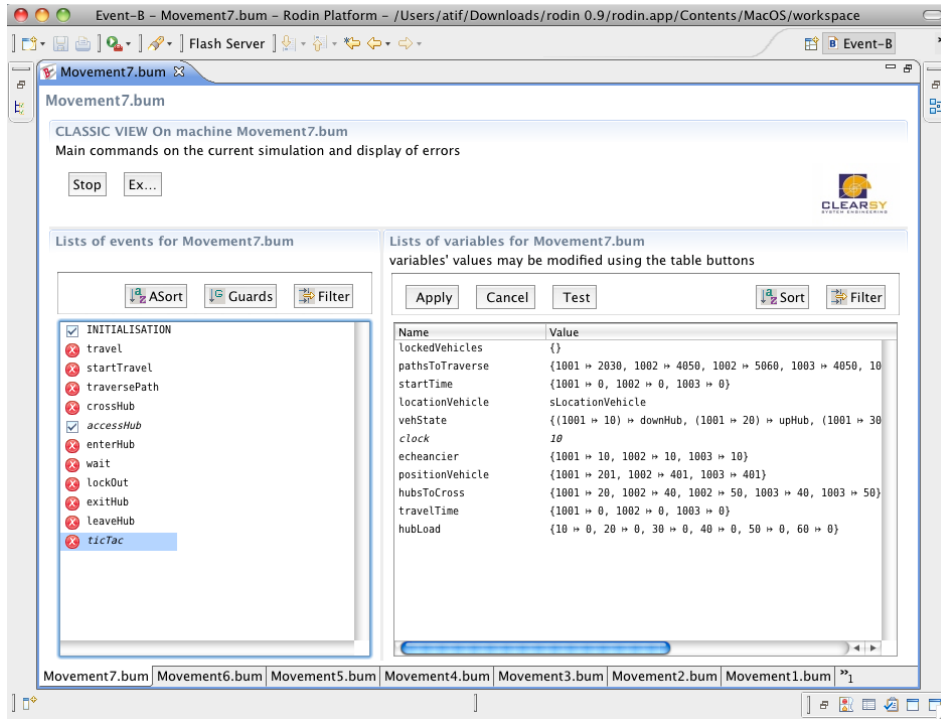 Event-B – Movement7.bum – Rodin Platform – /Users/atif/Downloads/rodin 0.9/rodin.app/Contents/MacOS/workspace
Flash Server
Event-B
Movement7.bum
Movement7.bum
CLASSIC VIEW On machine Movement7.bum
Main commands on the current simulation and display of errors
Stop Ex...
CLEARSY
SYSTEM ENGINEERING
Lists of events for Movement7.bum
ASort Guards Filter
INITIALISATION
travel
startTravel
traversePath
crossHub
accessHub
enterHub
wait
lockOut
exitHub
leaveHub
ticTac
Lists of variables for Movement7.bum
variables' values may be modified using the table buttons
Apply Cancel Test Sort Filter
Name Value
lockedVehicles {}
pathsToTraverse {1001 ↦ 2030, 1002 ↦ 4050, 1002 ↦ 5060, 1003 ↦ 4050, 10
startTime {1001 ↦ 0, 1002 ↦ 0, 1003 ↦ 0}
locationVehicle sLocationVehicle
vehState {(1001 ↦ 10) ↦ downHub, (1001 ↦ 20) ↦ upHub, (1001 ↦ 30
clock 10
echeancier {1001 ↦ 10, 1002 ↦ 10, 1003 ↦ 10}
positionVehicle {1001 ↦ 201, 1002 ↦ 401, 1003 ↦ 401}
hubsToCross {1001 ↦ 20, 1002 ↦ 40, 1002 ↦ 50, 1003 ↦ 40, 1003 ↦ 50}
travelTime {1001 ↦ 0, 1002 ↦ 0, 1003 ↦ 0}
hubLoad {10 ↦ 0, 20 ↦ 0, 30 ↦ 0, 40 ↦ 0, 50 ↦ 0, 60 ↦ 0}
Movement7.bum Movement6.bum Movement5.bum Movement4.bum Movement3.bum Movement2.bum Movement1.bum »1